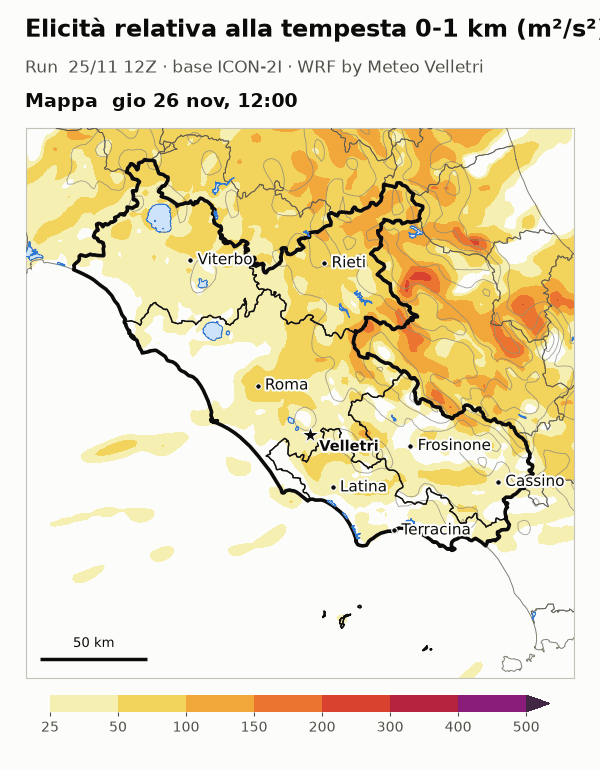 Elicità relativa alla tempesta 0-1 km (m²/s²)
Run 25/11 12Z · base ICON-2I · WRF by Meteo Velletri
Mappa gio 26 nov, 12:00
Viterbo
Rieti
Roma
Velletri
Frosinone
Latina
Cassino
Terracina
50 km
25 50 100 150 200 300 400 500